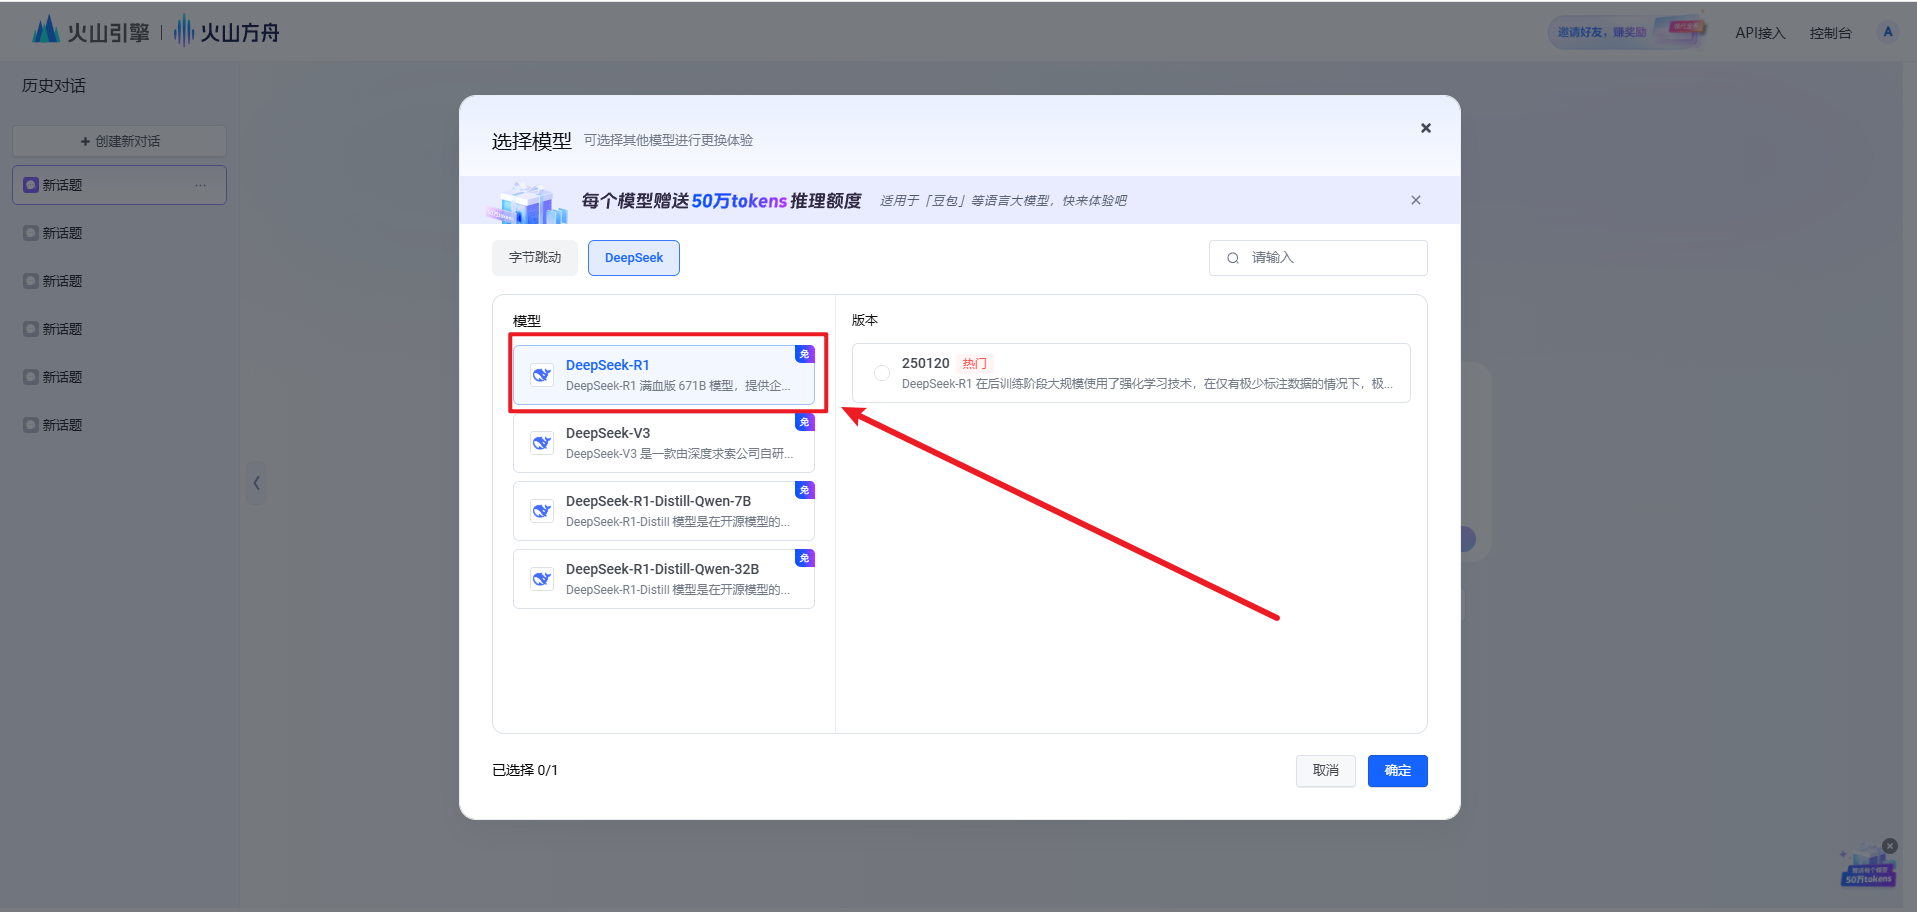 火山引擎 | 火山方舟
邀请好友，赚奖励
API接入
控制台
A
历史对话
+ 创建新对话
新话题 ...
新话题
新话题
新话题
新话题
新话题
选择模型 可选择其他模型进行更换体验
每个模型赠送50万tokens推理额度 适用于「豆包」等语言大模型，快来体验吧
字节跳动
DeepSeek
请输入
模型
DeepSeek-R1
免
DeepSeek-R1 满血版 671B 模型，提供企...
DeepSeek-V3
免
DeepSeek-V3 是一款由深度求索公司自研...
DeepSeek-R1-Distill-Qwen-7B
免
DeepSeek-R1-Distill 模型是在开源模型的...
DeepSeek-R1-Distill-Qwen-32B
免
DeepSeek-R1-Distill 模型是在开源模型的...
版本
250120 热门
DeepSeek-R1 在后训练阶段大规模使用了强化学习技术，在仅有极少标注数据的情况下，极...
已选择 0/1
取消
确定
50万tokens